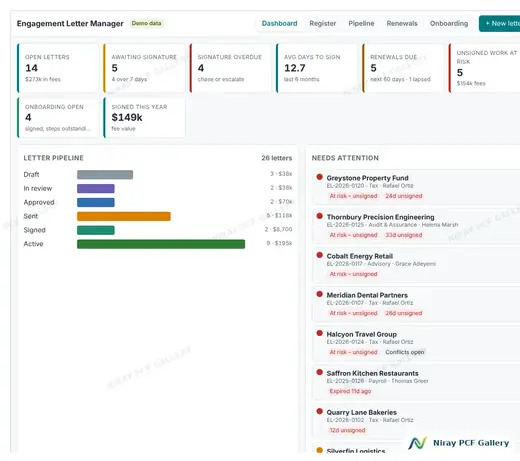 Engagement Letter Manager
Demo data
Dashboard
Register
Pipeline
Renewals
Onboarding
+ New lette
OPEN LETTERS
14
$273k in fees
AWAITING SIGNATURE
5
4 over 7 days
SIGNATURE OVERDUE
4
chase or escalate
AVG DAYS TO SIGN
12.7
last 6 months
RENEWALS DUE
5
next 60 days · 1 lapsed
UNSIGNED WORK AT
RISK
5
$154k fees
ONBOARDING OPEN
4
signed, steps outstandi...
SIGNED THIS YEAR
$149k
fee value
LETTER PIPELINE
26 letters
Draft
3 · $38k
In review
2 · $38k
Approved
2 · $70k
Sent
5 · $118k
Signed
2 · $8,700
Active
9 · $195k
NEEDS ATTENTION
Greystone Property Fund
EL-2026-0120 · Tax · Rafael Ortiz
At risk – unsigned
24d unsigned
Thornbury Precision Engineering
EL-2026-0125 · Audit & Assurance · Helena Marsh
At risk – unsigned
33d unsigned
Cobalt Energy Retail
EL-2026-0117 · Advisory · Grace Adeyemi
At risk – unsigned
Meridian Dental Partners
EL-2026-0107 · Tax · Rafael Ortiz
At risk – unsigned
26d unsigned
Halcyon Travel Group
EL-2026-0124 · Tax · Rafael Ortiz
At risk – unsigned
Conflicts open
Saffron Kitchen Restaurants
EL-2025-0126 · Payroll · Thomas Greer
Expired 11d ago
Quarry Lane Bakeries
EL-2026-0102 · Tax · Rafael Ortiz
12d unsigned
Silverfin Logistics
Niray PCF Gallery
NIRAY PCF GALLERY